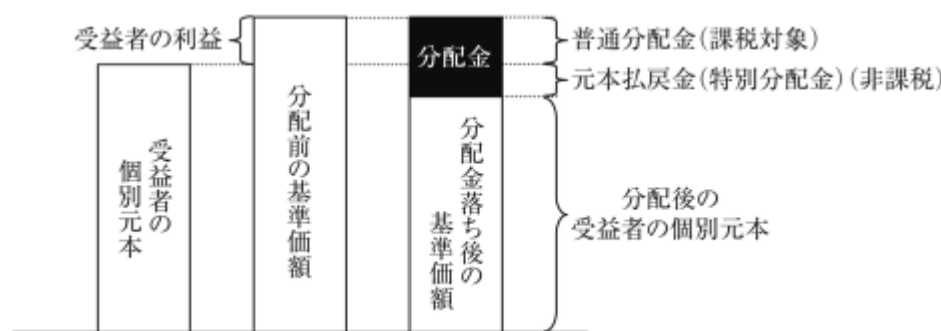 受益者の利益
分配金
普通分配金(課税対象)
元本払戻金(特別分配金)(非課税)
受益者の
個別元本
分配前の基準価額
分配金落ち後の
基準価額
分配後の
受益者の個別元本